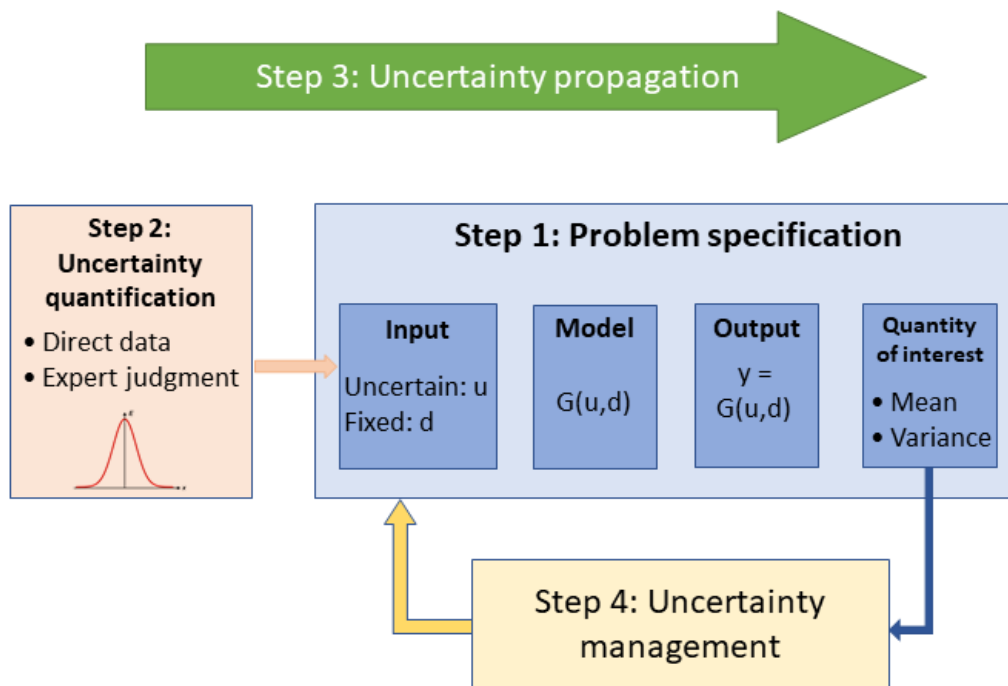 Step 3: Uncertainty propagation
Step 2:
Uncertainty
quantification
• Direct data
• Expert judgment
Step 1: Problem specification
Input
Uncertain: u
Fixed: d
Model
G(u,d)
Output
y =
G(u,d)
Quantity
of interest
• Mean
• Variance
Step 4: Uncertainty
management